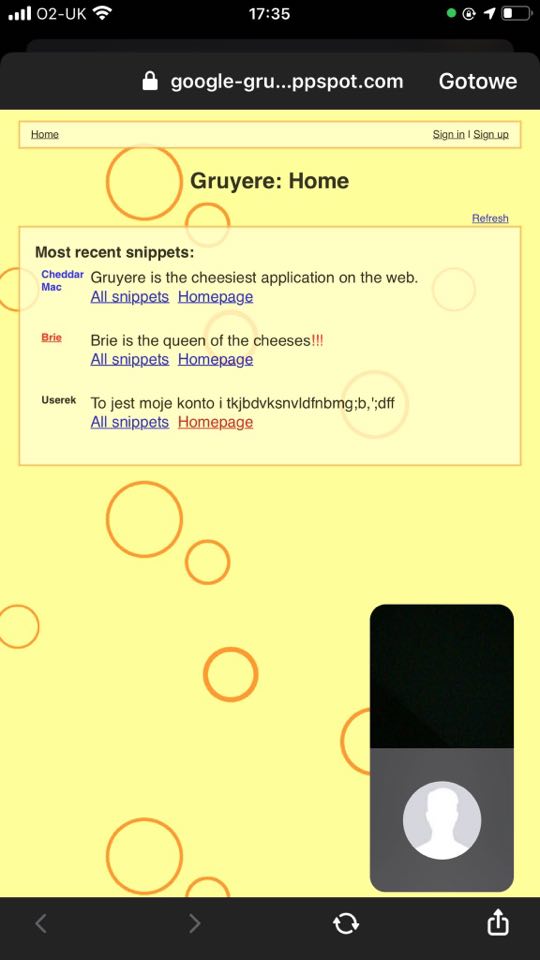 O2-UK 17:35
google-gru...ppspot.com Gotowe
Home Sign in | Sign up
Gruyere: Home
Refresh
Most recent snippets:
Cheddar Mac Gruyere is the cheesiest application on the web.
All snippets Homepage
Brie Brie is the queen of the cheeses!!!
All snippets Homepage
Userek To jest moje konto i tkjbdvksnvldfnbmg;b,';dff
All snippets Homepage